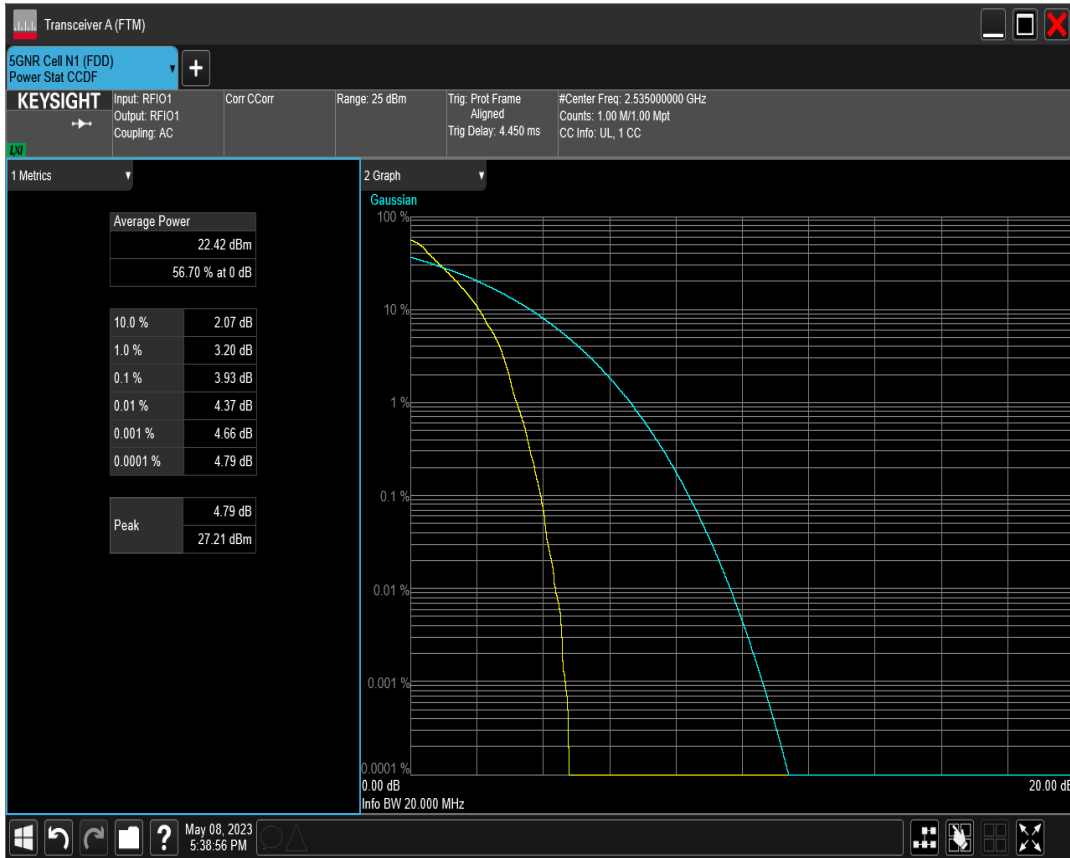 Transceiver A (FTM)
5GNR Cell N1 (FDD)
Power Stat CCDF
+
KEYSIGHT
LXI
Input: RFIO1
Output: RFIO1
Coupling: AC
Corr CCorr
Range: 25 dBm
Trig: Prot Frame
Aligned
Trig Delay: 4.450 ms
#Center Freq: 2.535000000 GHz
Counts: 1.00 M/1.00 Mpt
CC Info: UL, 1 CC
1 Metrics
Average Power
22.42 dBm
56.70 % at 0 dB
10.0 % 2.07 dB
1.0 % 3.20 dB
0.1 % 3.93 dB
0.01 % 4.37 dB
0.001 % 4.66 dB
0.0001 % 4.79 dB
Peak 4.79 dB
27.21 dBm
2 Graph
Gaussian
100 %
10 %
1 %
0.1 %
0.01 %
0.001 %
0.0001 %
0.00 dB 20.00 dB
Info BW 20.000 MHz
? May 08, 2023
5:38:56 PM